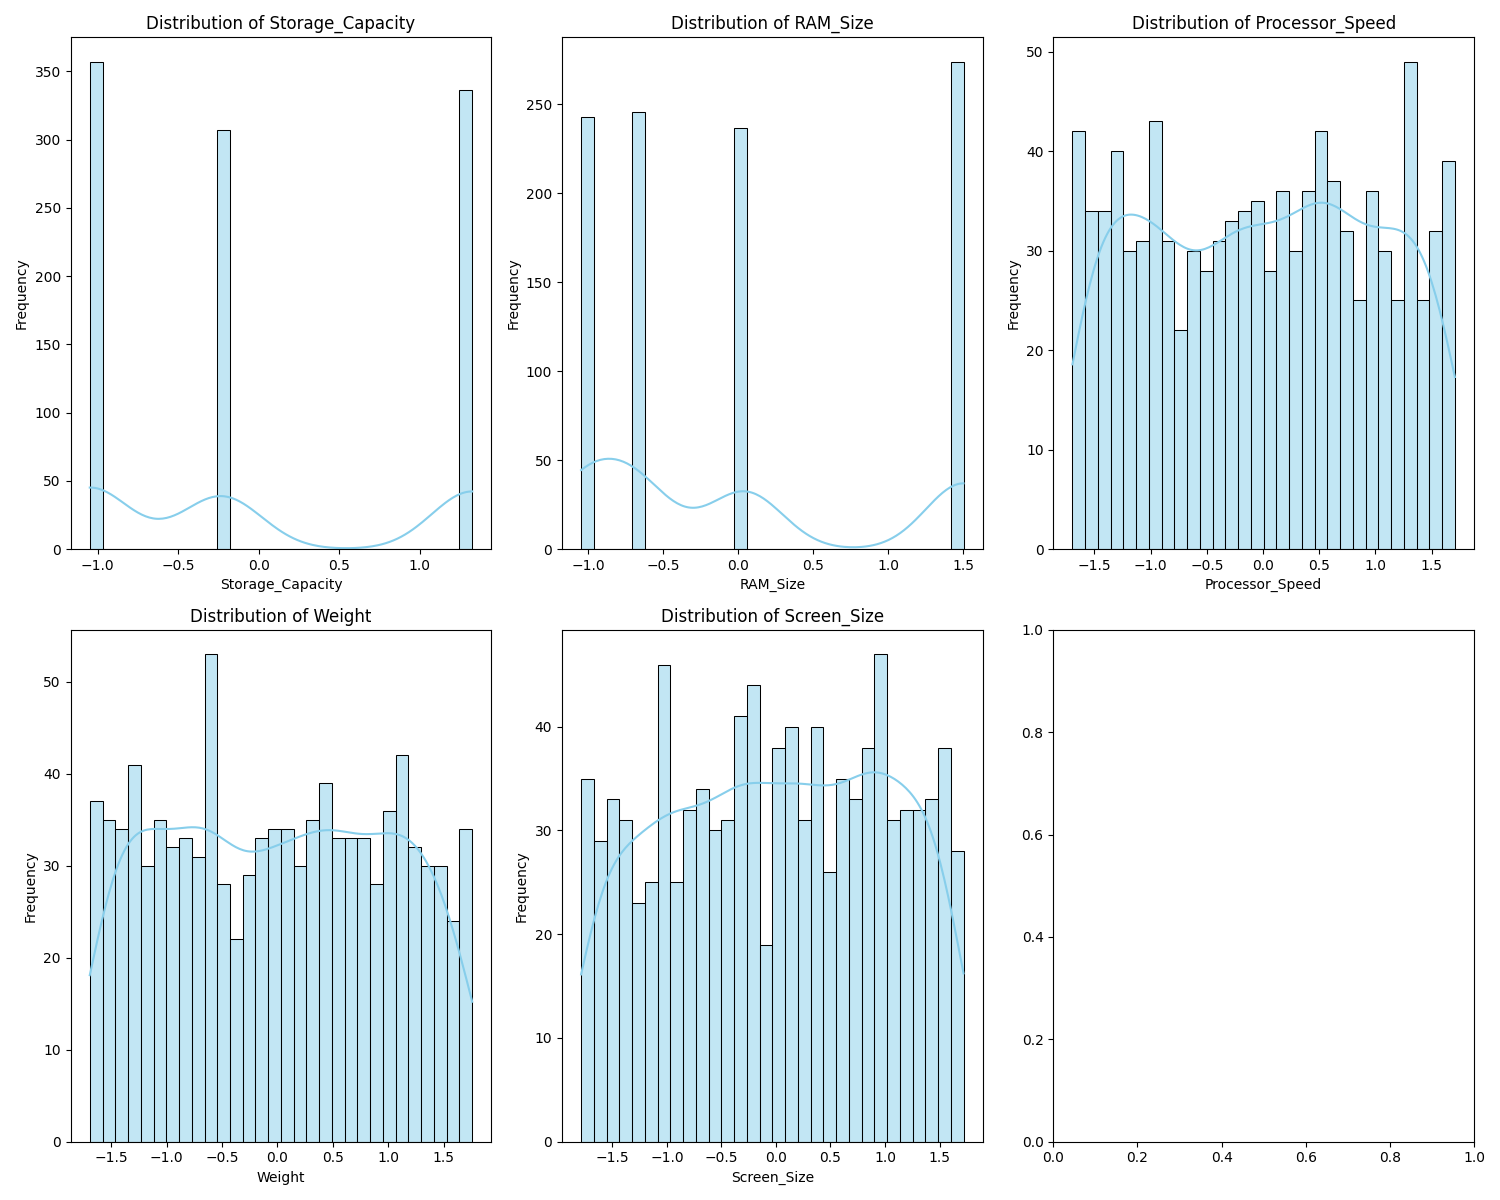 Distribution of Storage_Capacity
Frequency
350
300
250
200
150
100
50
0
−1.0 −0.5 0.0 0.5 1.0
Storage_Capacity
Distribution of RAM_Size
Frequency
250
200
150
100
50
0
−1.0 −0.5 0.0 0.5 1.0 1.5
RAM_Size
Distribution of Processor_Speed
Frequency
50
40
30
20
10
0
−1.5 −1.0 −0.5 0.0 0.5 1.0 1.5
Processor_Speed
Distribution of Weight
Frequency
50
40
30
20
10
0
−1.5 −1.0 −0.5 0.0 0.5 1.0 1.5
Weight
Distribution of Screen_Size
Frequency
40
30
20
10
0
−1.5 −1.0 −0.5 0.0 0.5 1.0 1.5
Screen_Size
1.0
0.8
0.6
0.4
0.2
0.0
0.0 0.2 0.4 0.6 0.8 1.0